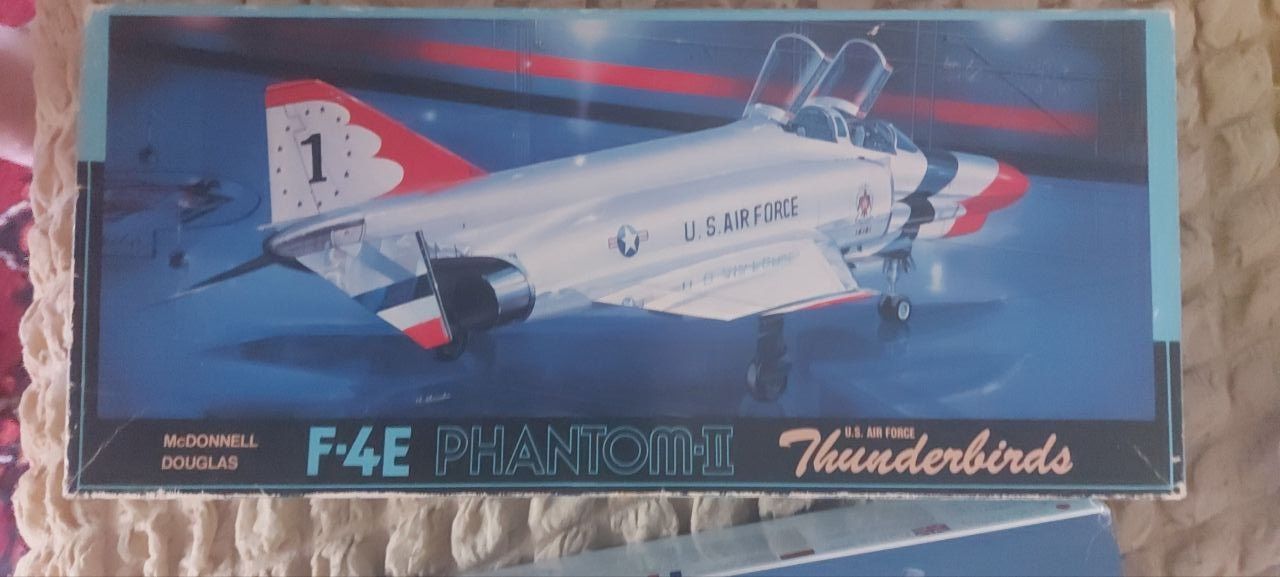 1
U.S. AIR FORCE
McDONNELL
DOUGLAS
F-4E PHANTOM-II
U.S. AIR FORCE
Thunderbirds